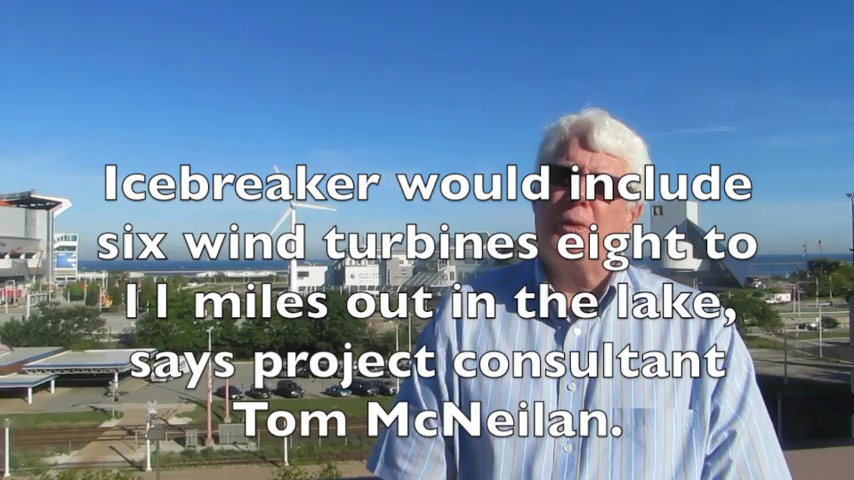 Icebreaker would include
six wind turbines eight to
11 miles out in the lake,
says project consultant
Tom McNeilan.